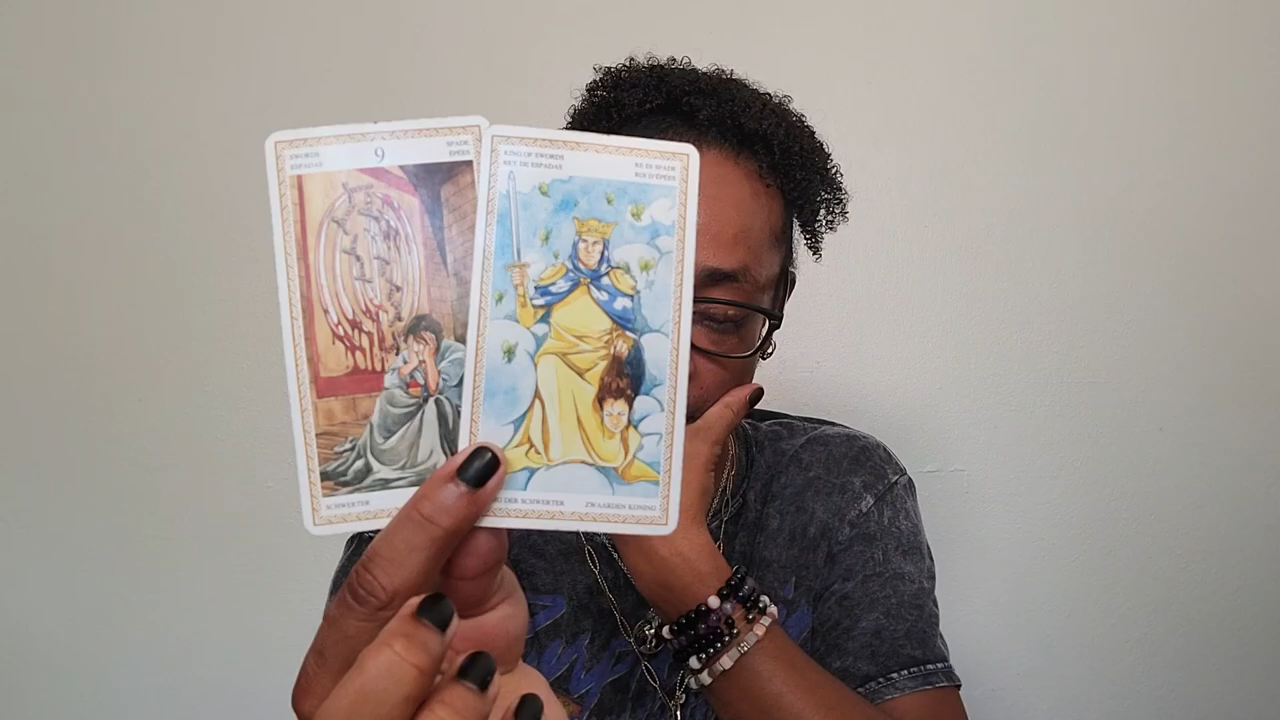 SWORDS
ESPADAS
9
SPADE
ÉPÉES
SCHWERTER
KING OF SWORDS
REY DE ESPADAS
RE DI SPADE
ROI D'ÉPÉES
DER SCHWERTER
ZWAARDEN KONING